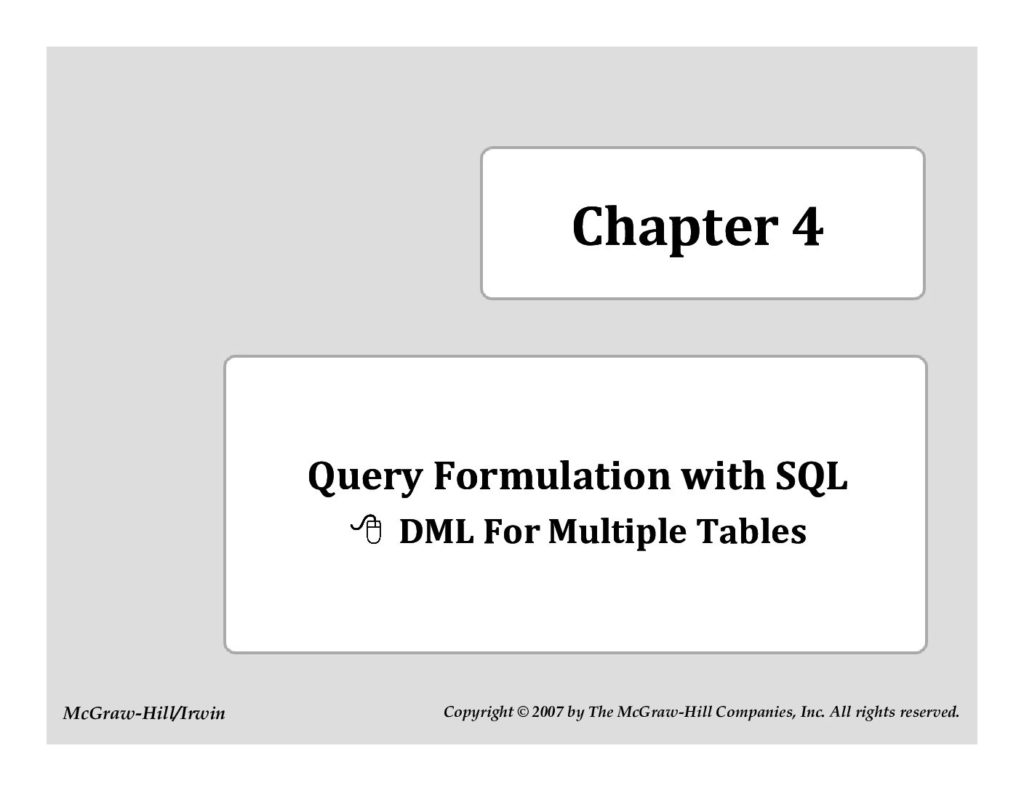 Chapter 4
Query Formulation with SQL
DML For Multiple Tables
McGraw-Hill/Irwin
Copyright © 2007 by The McGraw-Hill Companies, Inc. All rights reserved.